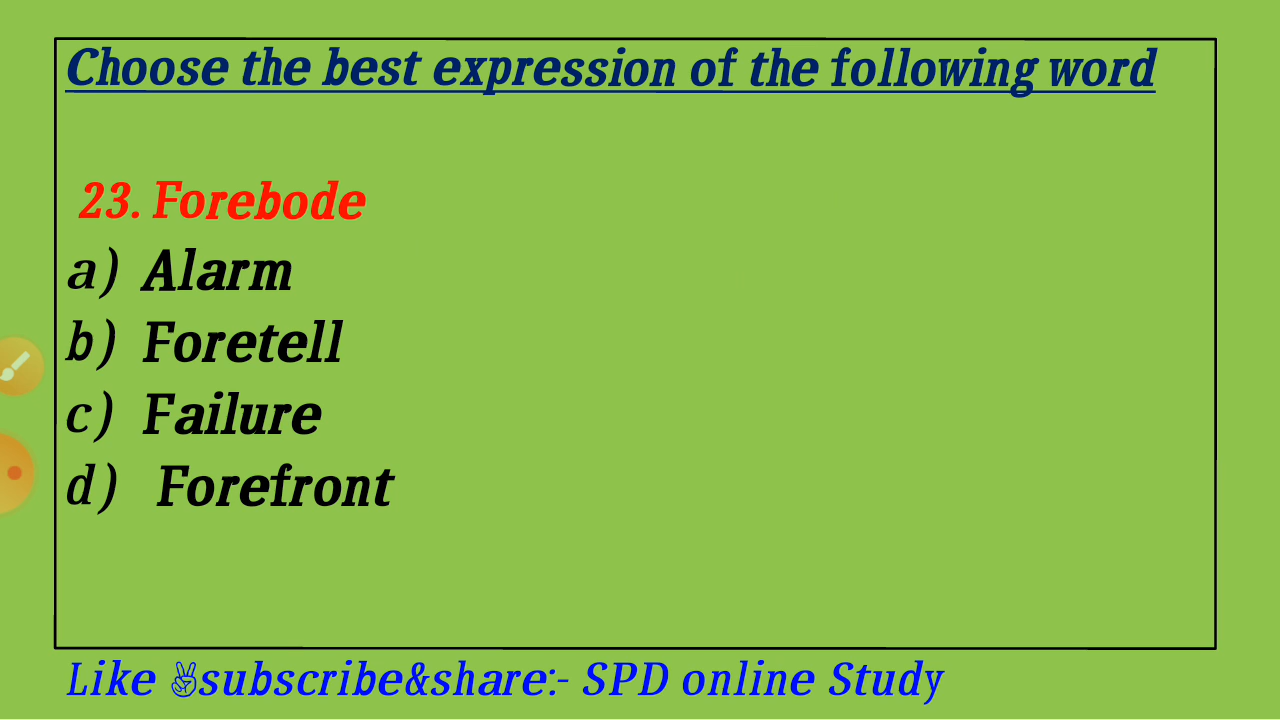 Choose the best expression of the following word
23. Forebode
a) Alarm
b) Foretell
c) Failure
d) Forefront
Like ✌subscribe&share:- SPD online Study